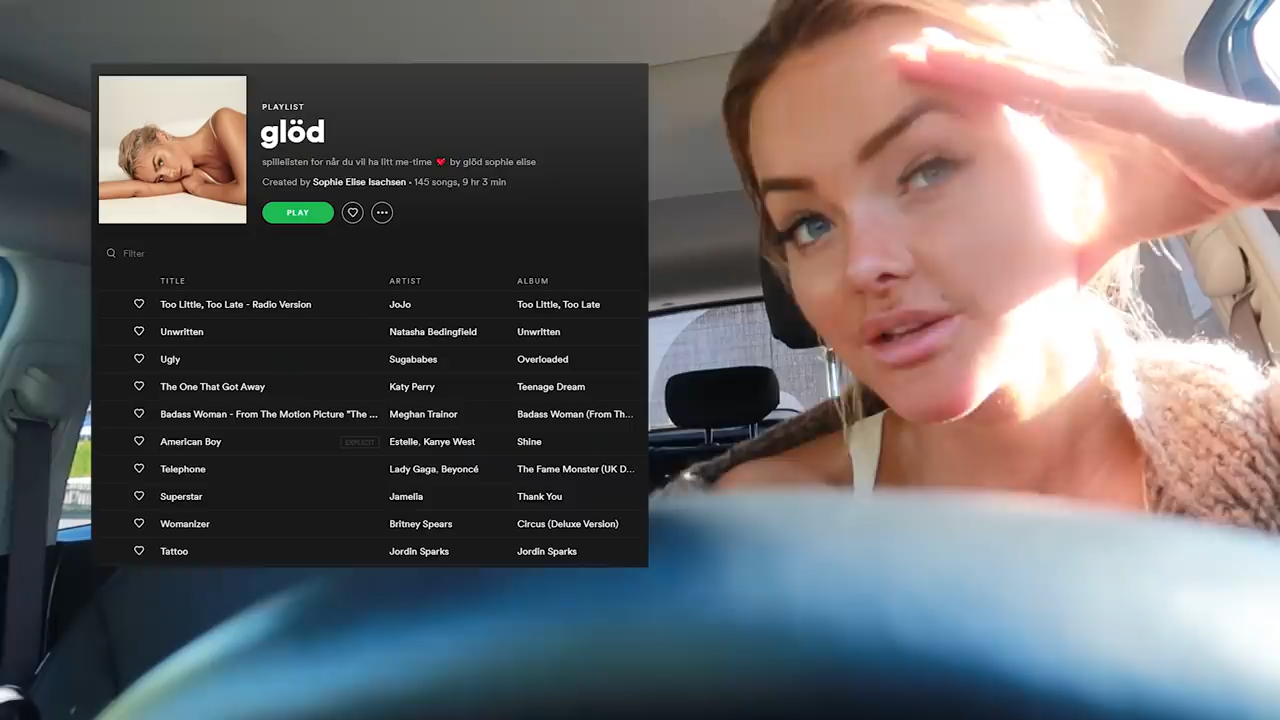 PLAYLIST
glöd
spillelisten for når du vil ha litt me-time 💓 by glöd sophie elise
Created by Sophie Elise Isachsen • 145 songs, 9 hr 3 min
PLAY
Filter
TITLE ARTIST ALBUM
Too Little, Too Late - Radio Version JoJo Too Little, Too Late
Unwritten Natasha Bedingfield Unwritten
Ugly Sugababes Overloaded
The One That Got Away Katy Perry Teenage Dream
Badass Woman - From The Motion Picture "The ... Meghan Trainor Badass Woman (From Th...
American Boy EXPLICIT Estelle, Kanye West Shine
Telephone Lady Gaga, Beyoncé The Fame Monster (UK D...
Superstar Jamelia Thank You
Womanizer Britney Spears Circus (Deluxe Version)
Tattoo Jordin Sparks Jordin Sparks